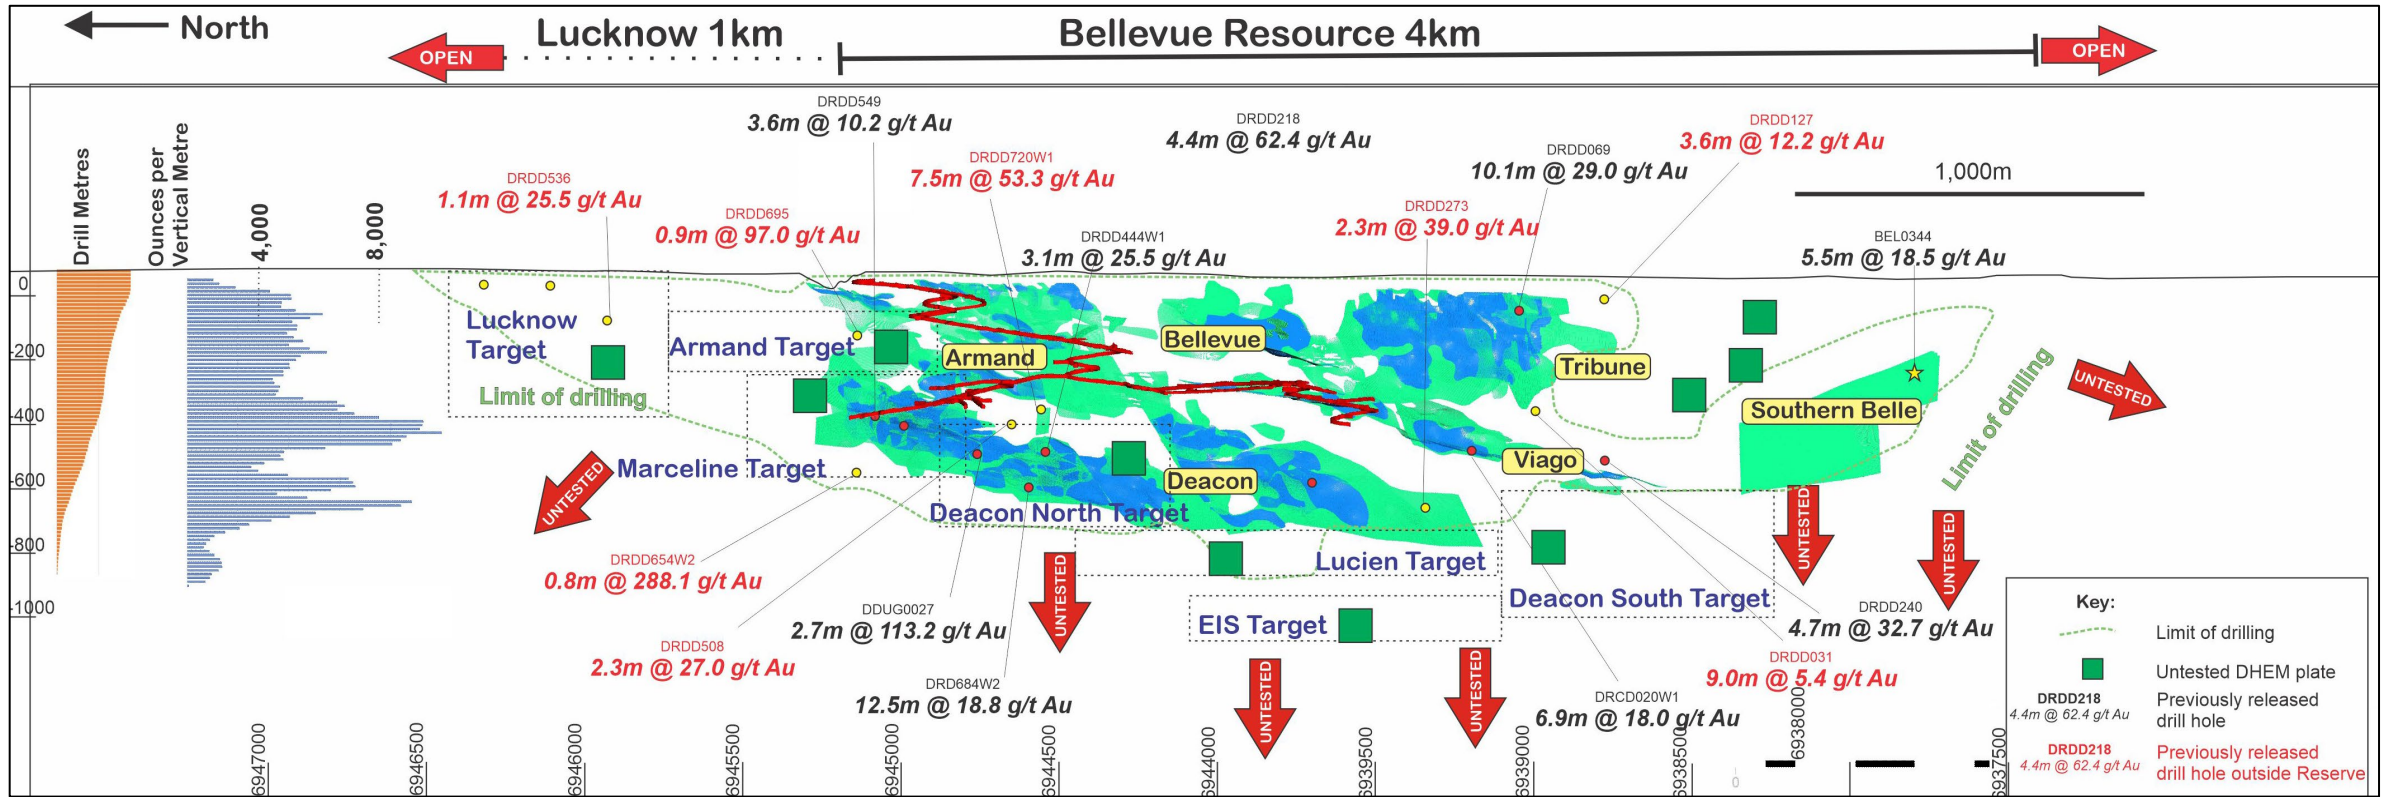 North
Lucknow 1km
Bellevue Resource 4km
OPEN
OPEN
DRDD549
3.6m @ 10.2 g/t Au
DRDD218
4.4m @ 62.4 g/t Au
DRDD127
3.6m @ 12.2 g/t Au
DRDD720W1
7.5m @ 53.3 g/t Au
DRDD069
10.1m @ 29.0 g/t Au
1,000m
DRDD536
1.1m @ 25.5 g/t Au
DRDD695
0.9m @ 97.0 g/t Au
DRDD273
2.3m @ 39.0 g/t Au
DRDD444W1
3.1m @ 25.5 g/t Au
BEL0344
5.5m @ 18.5 g/t Au
Drill Metres
Ounces per
Vertical Metre
4,000
8,000
0
-200
-400
-600
-800
-1000
Lucknow
Target
Limit of drilling
Armand Target
Armand
Bellevue
Tribune
Southern Belle
Limit of drilling
UNTESTED
Marceline Target
UNTESTED
Deacon
Viago
Deacon North Target
Lucien Target
Deacon South Target
EIS Target
UNTESTED
UNTESTED
UNTESTED
UNTESTED
UNTESTED
DRDD654W2
0.8m @ 288.1 g/t Au
DDUG0027
2.7m @ 113.2 g/t Au
DRDD508
2.3m @ 27.0 g/t Au
DRD684W2
12.5m @ 18.8 g/t Au
DRDD240
4.7m @ 32.7 g/t Au
DRDD031
9.0m @ 5.4 g/t Au
DRCD020W1
6.9m @ 18.0 g/t Au
Key:
Limit of drilling
Untested DHEM plate
DRDD218
4.4m @ 62.4 g/t Au
Previously released
drill hole
DRDD218
4.4m @ 62.4 g/t Au
Previously released
drill hole outside Reserve
6947000
6946500
6946000
6945500
6945000
6944500
6944000
6939500
6939000
6938500
0
6938000
6937500